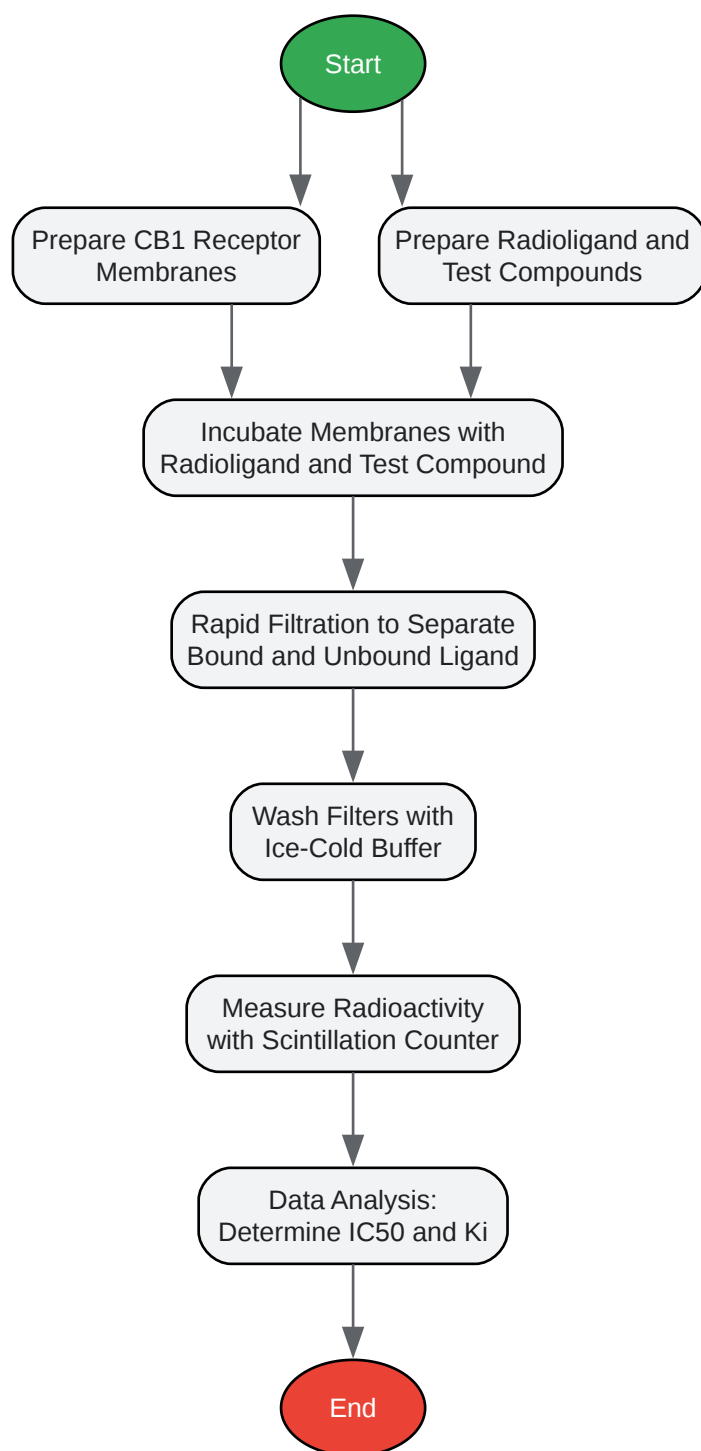 Start
Prepare CB1 Receptor
Membranes
Prepare Radioligand and
Test Compounds
Incubate Membranes with
Radioligand and Test Compound
Rapid Filtration to Separate
Bound and Unbound Ligand
Wash Filters with
Ice-Cold Buffer
Measure Radioactivity
with Scintillation Counter
Data Analysis:
Determine IC50 and Ki
End